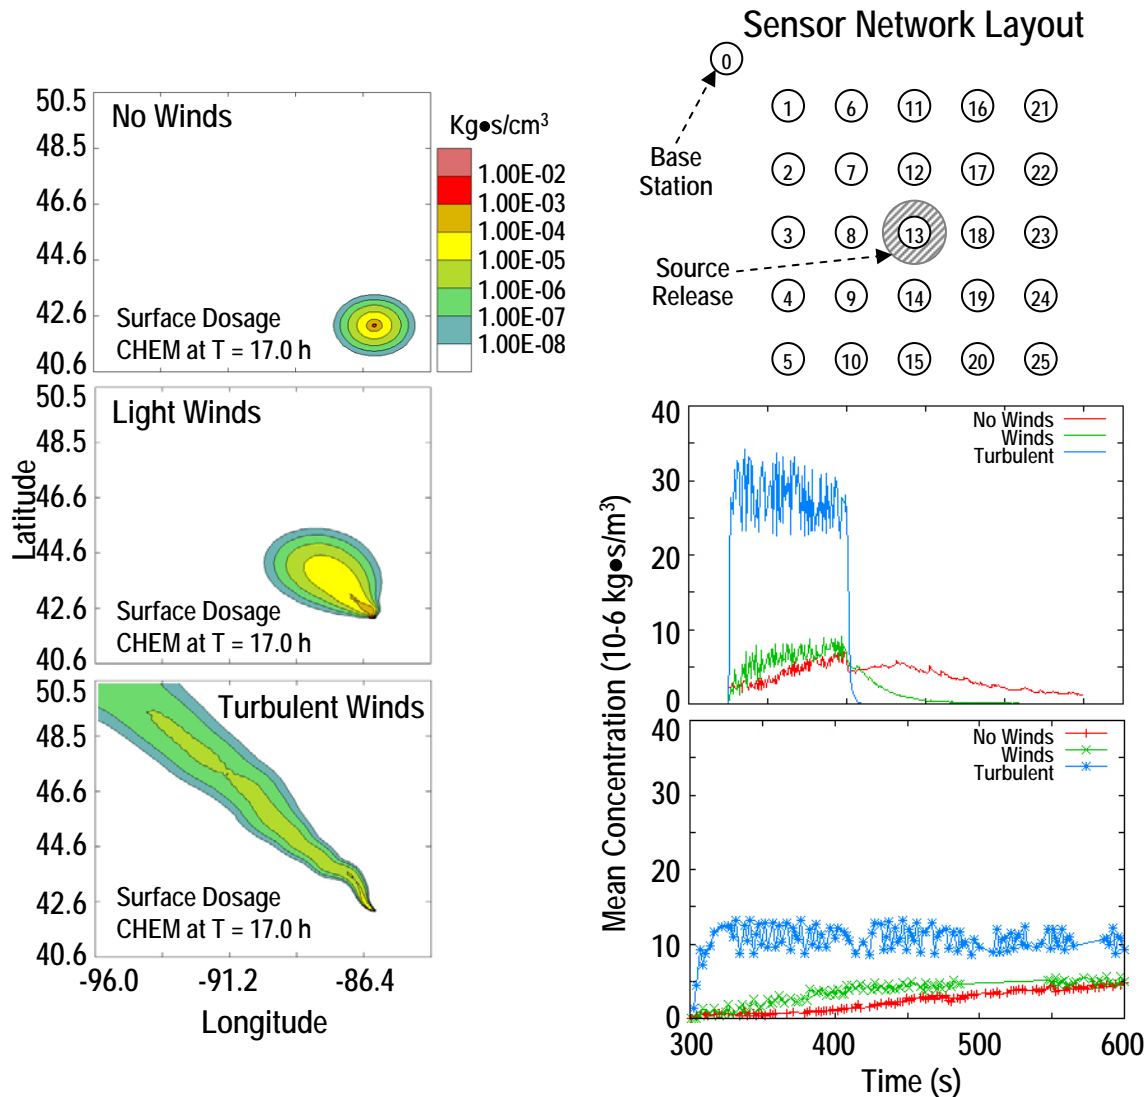 Sensor Network Layout
0
1 6 11 16 21
2 7 12 17 22
3 8 13 18 23
4 9 14 19 24
5 10 15 20 25
Base
Station
Source
Release
No Winds
50.5
48.5
46.6
44.6
42.6
40.6
Surface Dosage
CHEM at T = 17.0 h
Kg●s/cm³
1.00E-02
1.00E-03
1.00E-04
1.00E-05
1.00E-06
1.00E-07
1.00E-08
Light Winds
50.5
48.5
46.6
44.6
42.6
40.6
Surface Dosage
CHEM at T = 17.0 h
Latitude
Turbulent Winds
50.5
48.5
46.6
44.6
42.6
40.6
Surface Dosage
CHEM at T = 17.0 h
-96.0 -91.2 -86.4
Longitude
40
30
20
10
0
No Winds
Winds
Turbulent
Mean Concentration (10-6 kg●s/m³)
40
30
20
10
0
No Winds
Winds
Turbulent
300 400 500 600
Time (s)